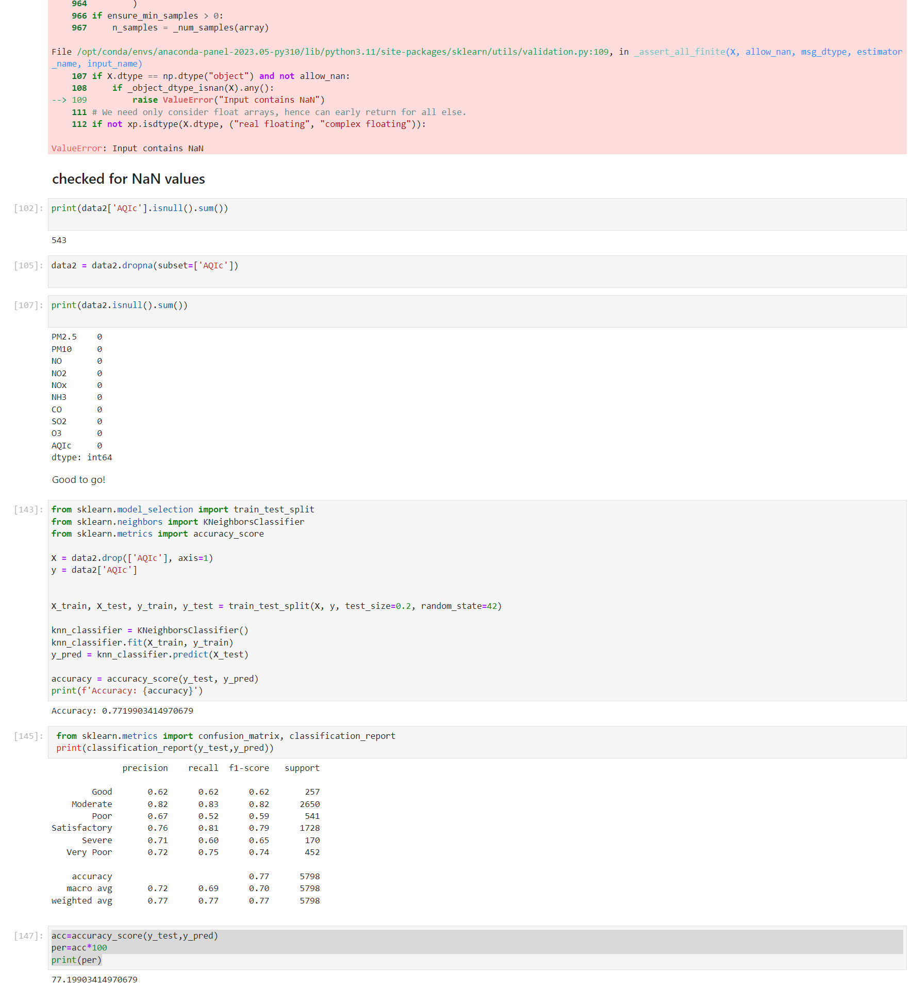 964         )
966 if ensure_min_samples > 0:
967     n_samples = _num_samples(array)
File /opt/conda/envs/anaconda-panel-2023.05-py310/lib/python3.11/site-packages/sklearn/utils/validation.py:109, in _assert_all_finite(X, allow_nan, msg_dtype, estimator
_name, input_name)
107 if X.dtype == np.dtype("object") and not allow_nan:
108     if _object_dtype_isnan(X).any():
--> 109         raise ValueError("Input contains NaN")
111 # We need only consider float arrays, hence can early return for all else.
112 if not xp.isdtype(X.dtype, ("real floating", "complex floating")):
ValueError: Input contains NaN
checked for NaN values
[102]: print(data2['AQIc'].isnull().sum())
543
[105]: data2 = data2.dropna(subset=['AQIc'])
[107]: print(data2.isnull().sum())
PM2.5    0
PM10     0
NO       0
NO2      0
NOx      0
NH3      0
CO       0
SO2      0
O3       0
AQIc     0
dtype: int64
Good to go!
[143]: from sklearn.model_selection import train_test_split
from sklearn.neighbors import KNeighborsClassifier
from sklearn.metrics import accuracy_score
X = data2.drop(['AQIc'], axis=1)
y = data2['AQIc']
X_train, X_test, y_train, y_test = train_test_split(X, y, test_size=0.2, random_state=42)
knn_classifier = KNeighborsClassifier()
knn_classifier.fit(X_train, y_train)
y_pred = knn_classifier.predict(X_test)
accuracy = accuracy_score(y_test, y_pred)
print(f'Accuracy: {accuracy}')
Accuracy: 0.7719903414970679
[145]: from sklearn.metrics import confusion_matrix, classification_report
print(classification_report(y_test,y_pred))
precision    recall  f1-score   support
Good       0.62      0.62      0.62       257
Moderate       0.82      0.83      0.82      2650
Poor       0.67      0.52      0.59       541
Satisfactory       0.76      0.81      0.79      1728
Severe       0.71      0.60      0.65       170
Very Poor       0.72      0.75      0.74       452
accuracy                           0.77      5798
macro avg       0.72      0.69      0.70      5798
weighted avg       0.77      0.77      0.77      5798
[147]: acc=accuracy_score(y_test,y_pred)
per=acc*100
print(per)
77.19903414970679